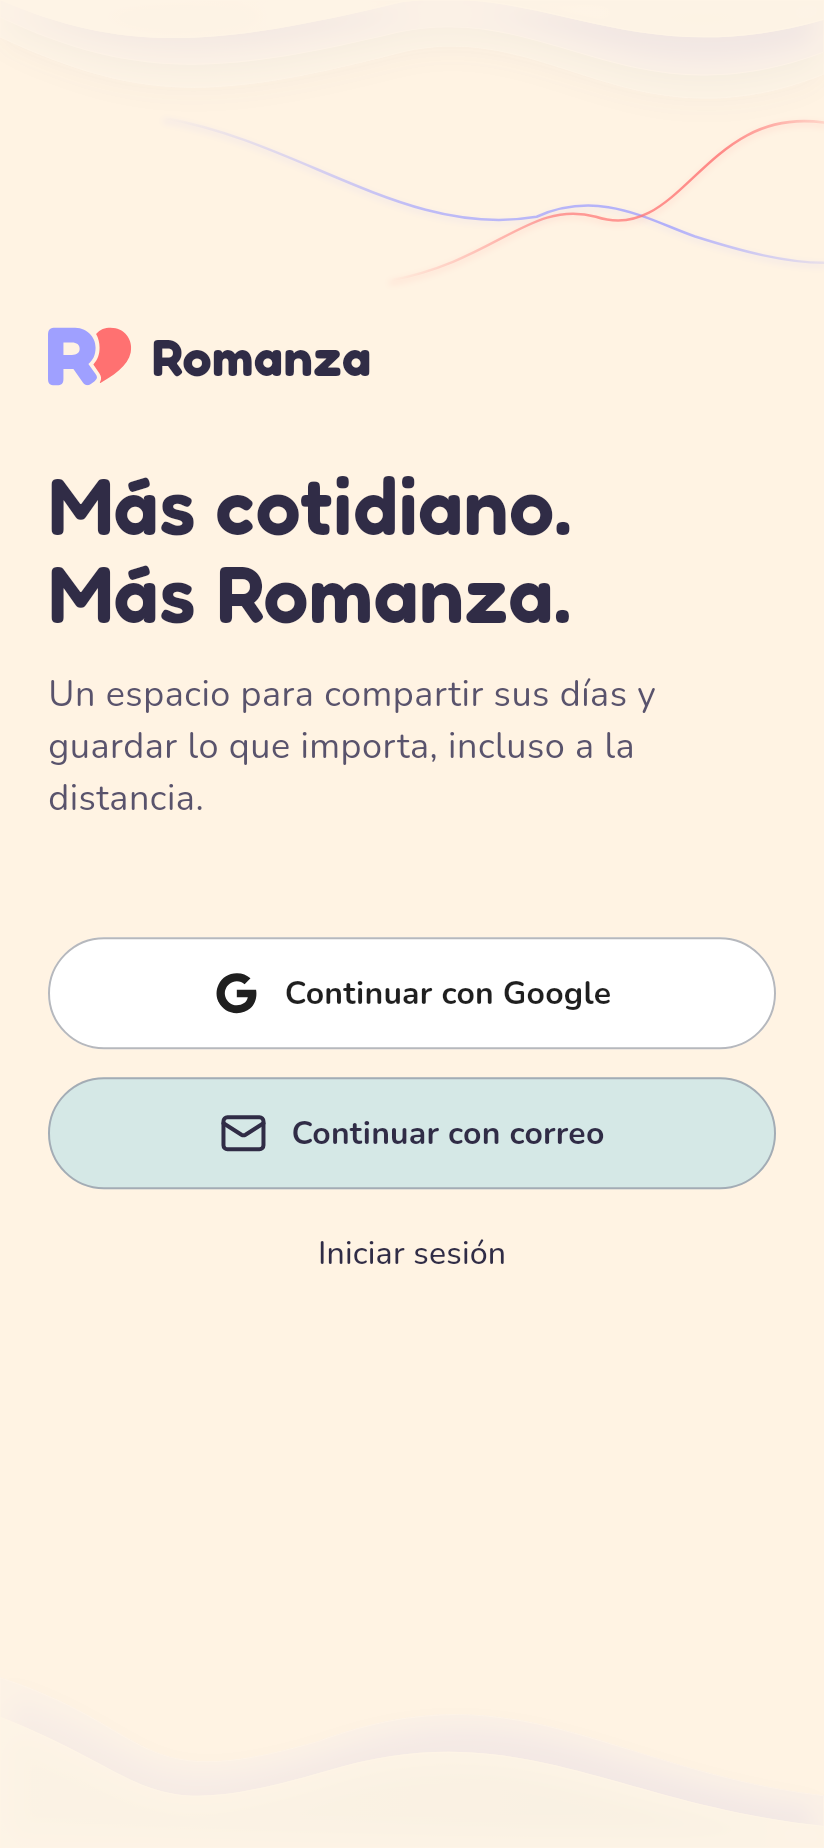 Romanza
Más cotidiano.
Más Romanza.
Un espacio para compartir sus días y
guardar lo que importa, incluso a la
distancia.
Continuar con Google
Continuar con correo
Iniciar sesión